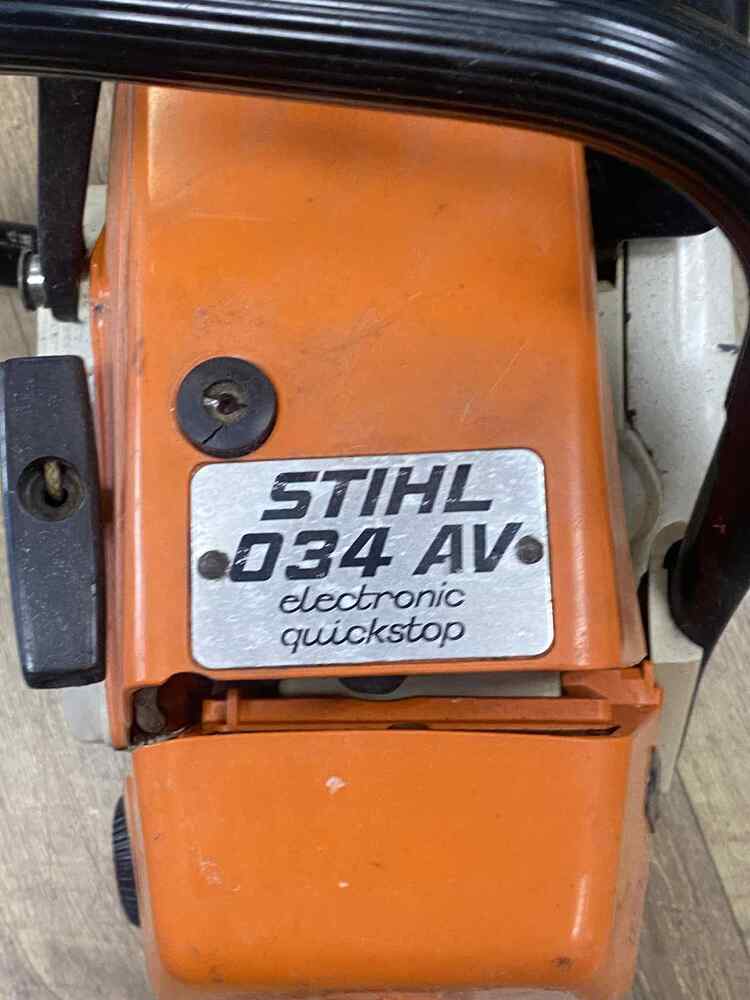 STIHL
034 AV
electronic
quickstop